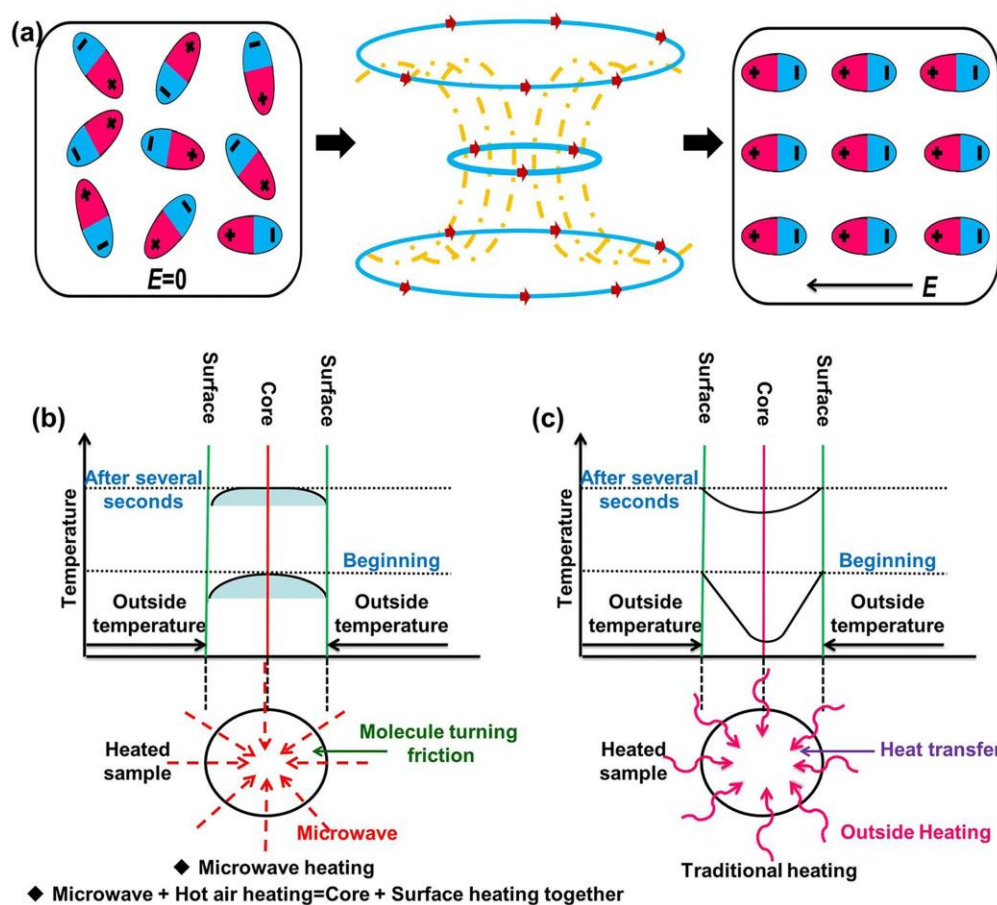 (a)
E=0
E
(b)
Surface
Core
Surface
Temperature
After several
seconds
Beginning
Outside
temperature
Outside
temperature
Heated
sample
Molecule turning
friction
Microwave
◆ Microwave heating
◆ Microwave + Hot air heating=Core + Surface heating together
(c)
Surface
Core
Surface
Temperature
After several
seconds
Beginning
Outside
temperature
Outside
temperature
Heated
sample
Heat transfer
Outside Heating
Traditional heating